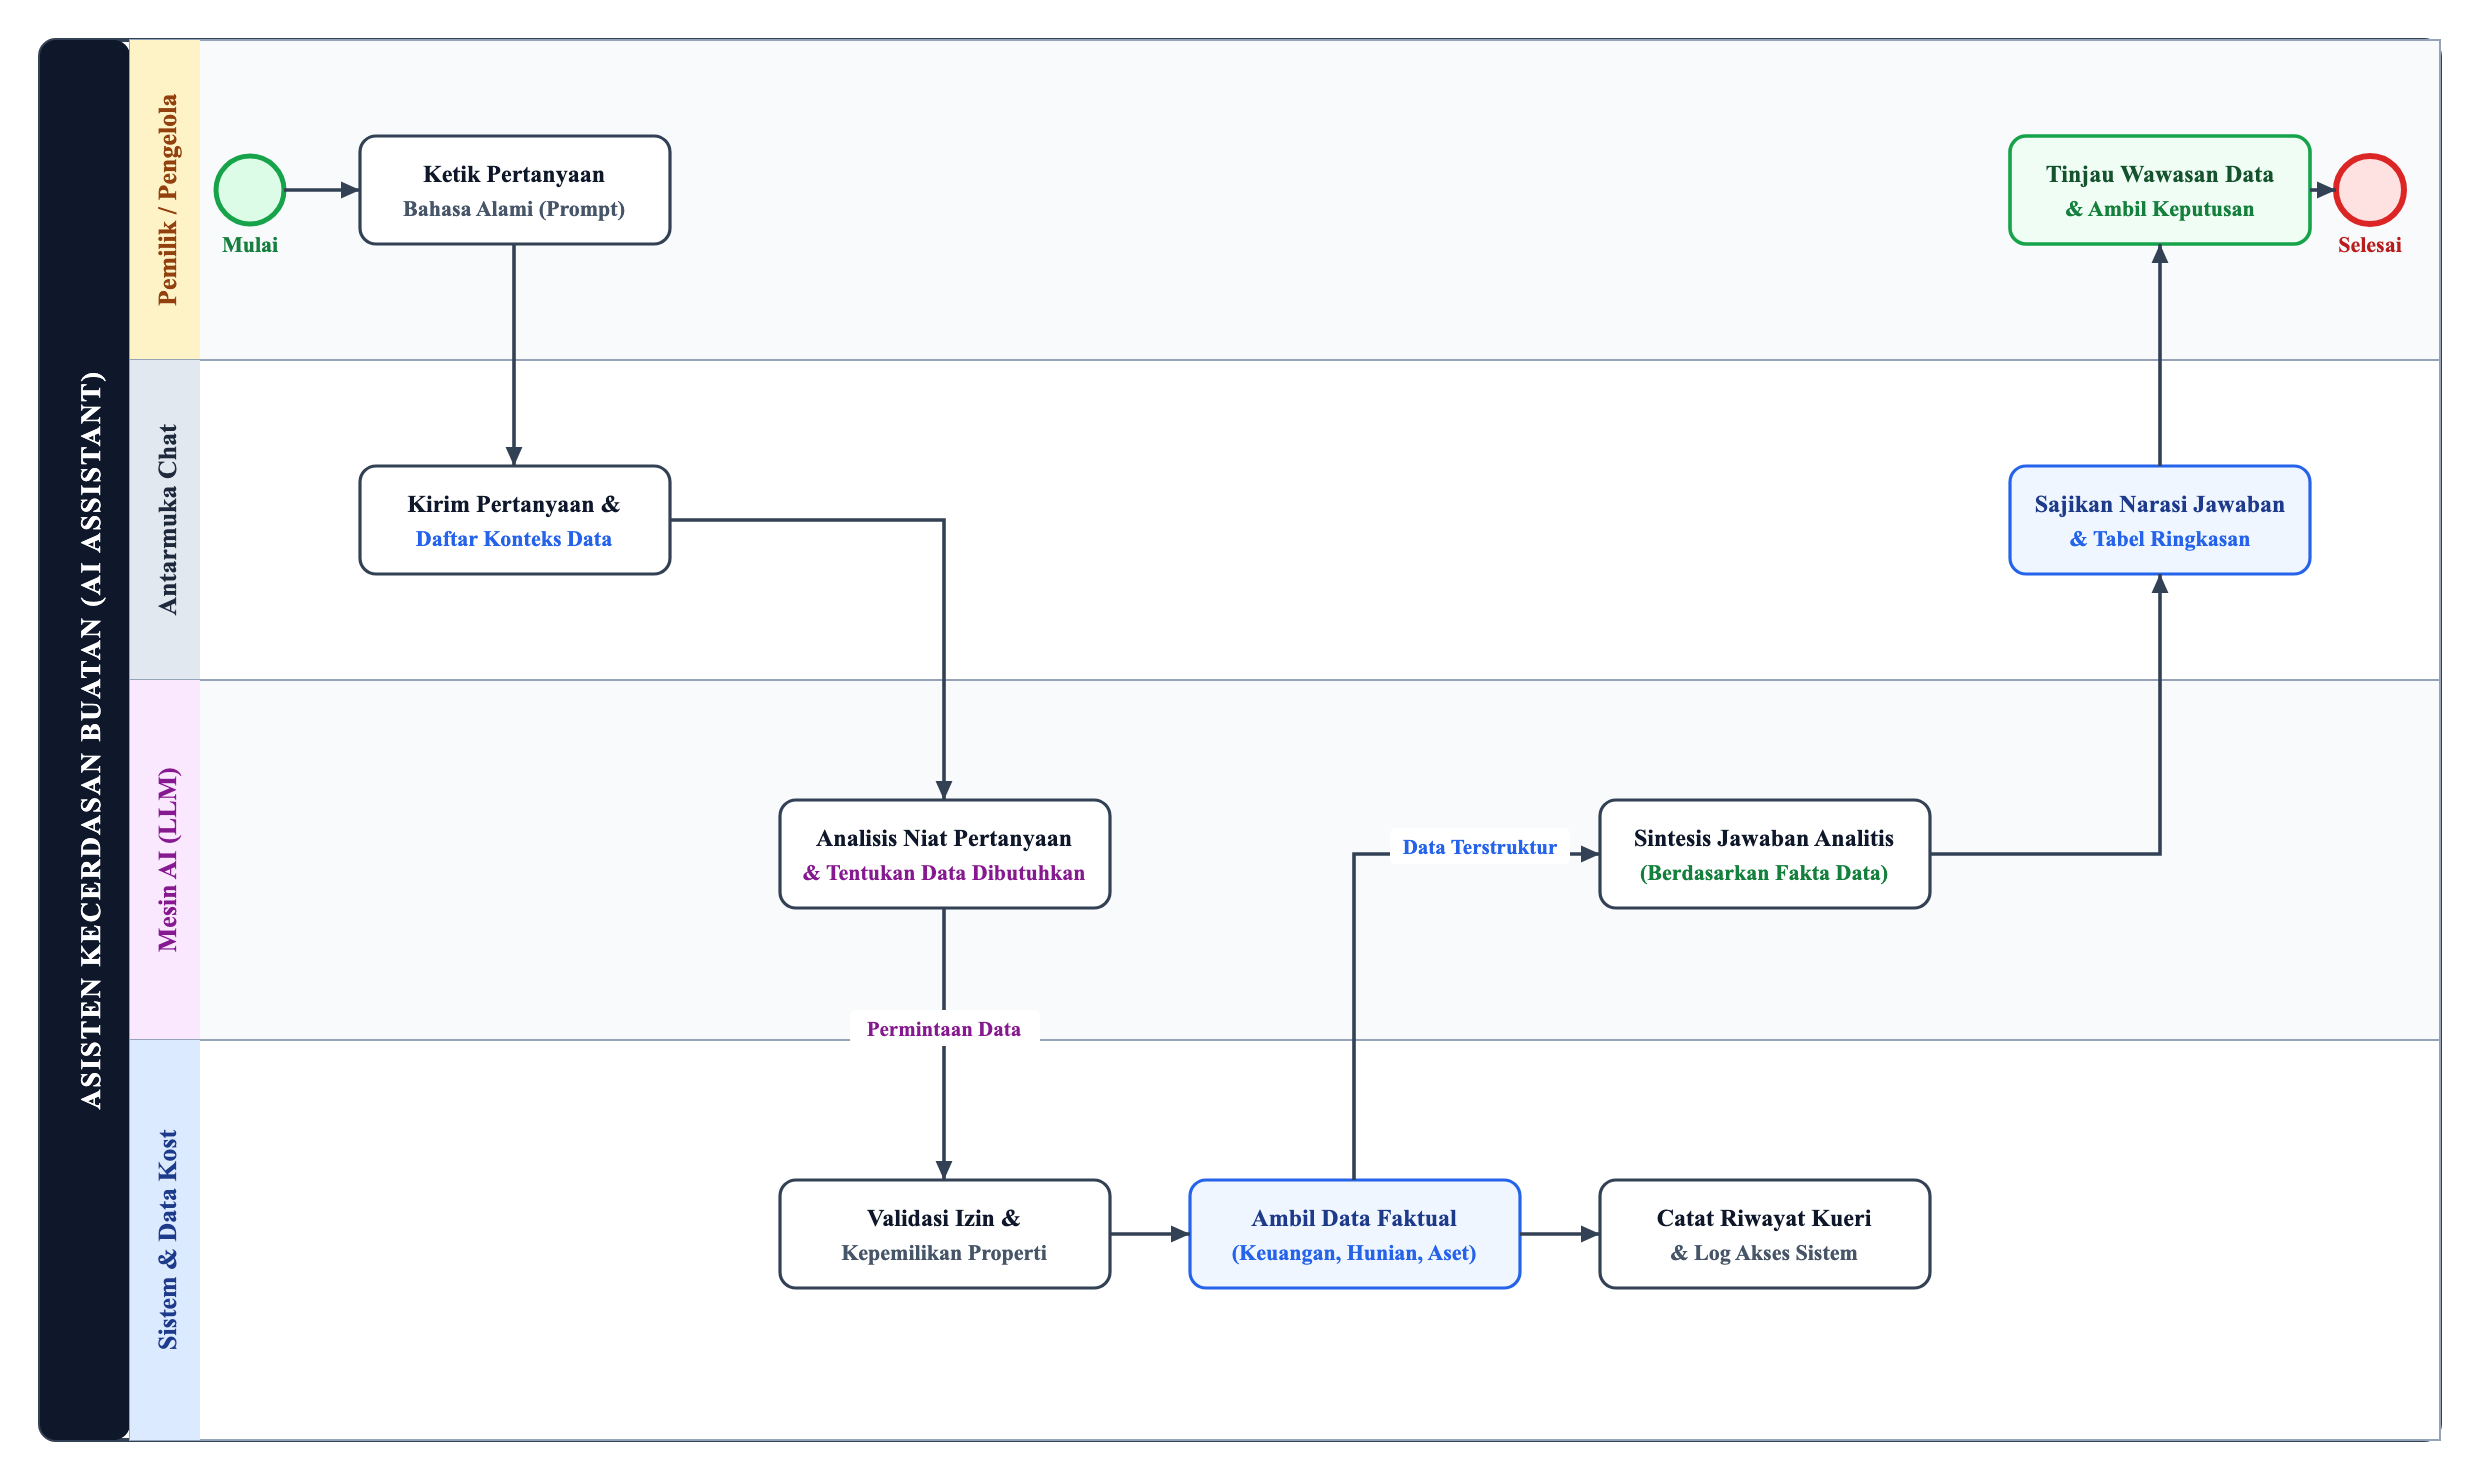 ASISTEN KECERDASAN BUATAN (AI ASSISTANT)
Pemilik / Pengelola
Mulai
Ketik Pertanyaan
Bahasa Alami (Prompt)
Tinjau Wawasan Data
& Ambil Keputusan
Selesai
Antarmuka Chat
Kirim Pertanyaan &
Daftar Konteks Data
Sajikan Narasi Jawaban
& Tabel Ringkasan
Mesin AI (LLM)
Analisis Niat Pertanyaan
& Tentukan Data Dibutuhkan
Data Terstruktur
Sintesis Jawaban Analitis
(Berdasarkan Fakta Data)
Permintaan Data
Sistem & Data Kost
Validasi Izin &
Kepemilikan Properti
Ambil Data Faktual
(Keuangan, Hunian, Aset)
Catat Riwayat Kueri
& Log Akses Sistem